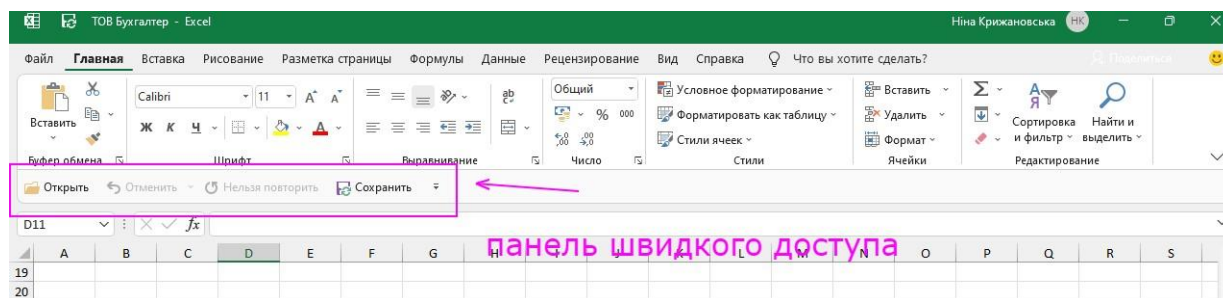 ТОВ Бухгалтер - Excel Ніна Крижановська НК
Файл Главная Вставка Рисование Разметка страницы Формулы Данные Рецензирование Вид Справка Что вы хотите сделать? Поделиться
Вставить
Calibri 11 A A
Ж К Ч A
ab
Общий
% 000
Условное форматирование
Форматировать как таблицу
Стили ячеек
Вставить
Удалить
Формат
Σ
Сортировка и фильтр
Найти и выделить
Буфер обмена Шрифт Выравнивание Число Стили Ячейки Редактирование
Открыть Отменить Нельзя повторить Сохранить
D11 fx
панель швидкого доступа
A B C D E F G H I J K L M N O P Q R S
19
20